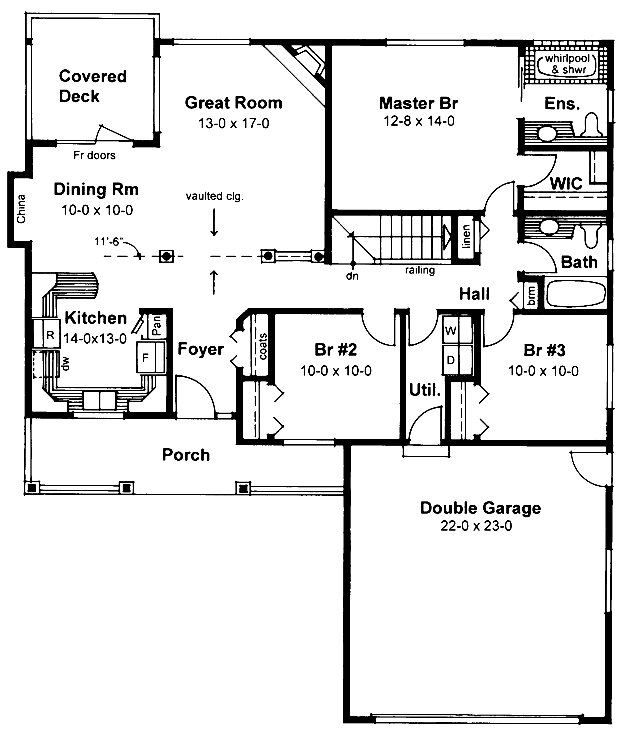 Covered
Deck
Great Room
13-0 x 17-0
Master Br
12-8 x 14-0
whirlpool
& shwr
Ens.
Fr doors
Dining Rm
10-0 x 10-0
China
vaulted clg.
WIC
11'-6"
linen
dn
railing
Bath
Hall
brm
Kitchen
14-0x13-0
Pan
R
dw
F
Foyer
coats
Br #2
10-0 x 10-0
W
D
Util.
Br #3
10-0 x 10-0
Porch
Double Garage
22-0 x 23-0